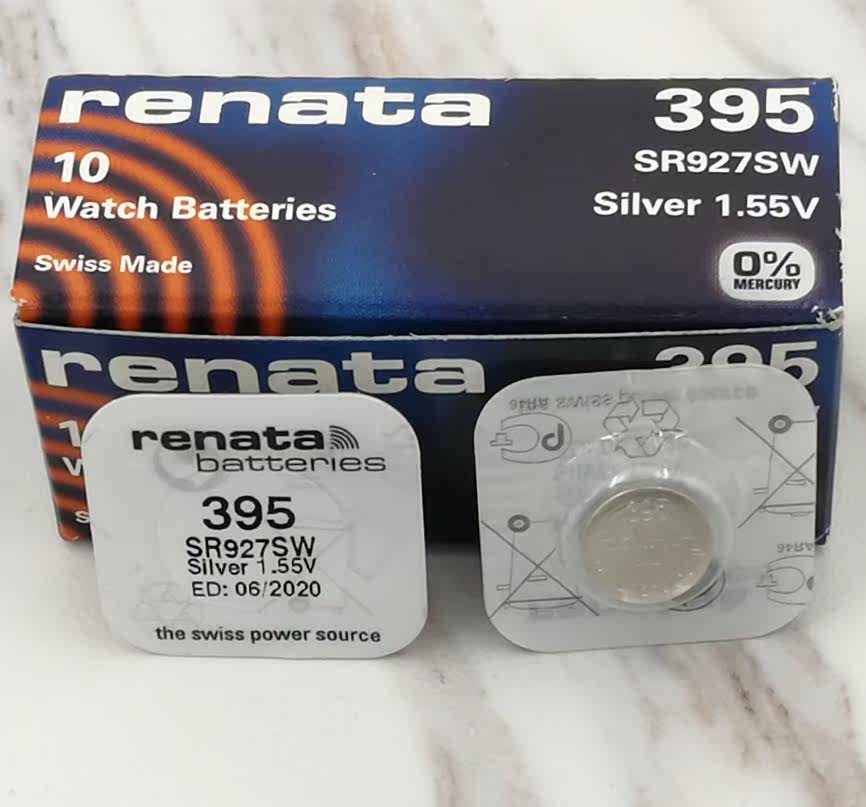 renata
395
10
SR927SW
Watch Batteries
Silver 1.55V
Swiss Made
0%
MERCURY
renata
395
1
W
S
renata
batteries
395
SR927SW
Silver 1.55V
ED: 06/2020
the swiss power source